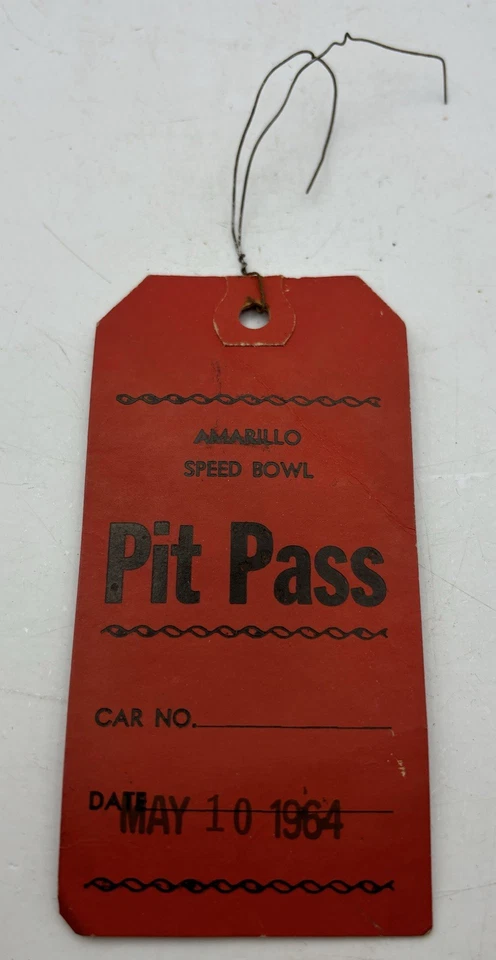 AMARILLO
SPEED BOWL
Pit Pass
CAR NO.
DATE MAY 10 1964